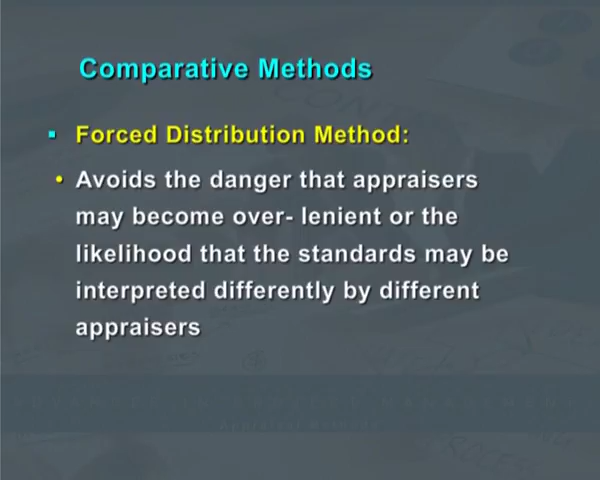 Comparative Methods
Forced Distribution Method:
Avoids the danger that appraisers
may become over- lenient or the
likelihood that the standards may be
interpreted differently by different
appraisers